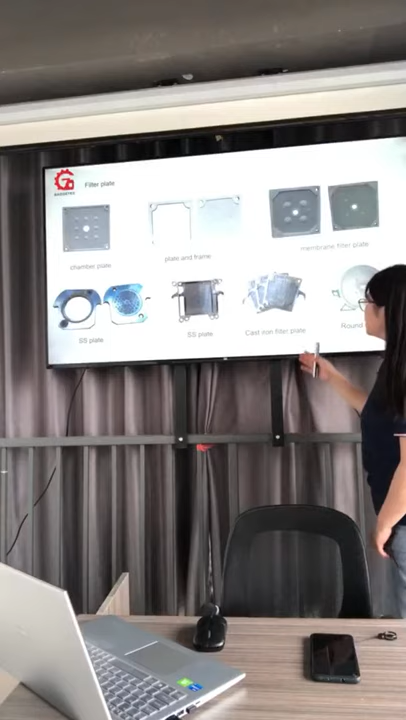 Filter plate
chamber plate
plate and frame
membrane filter plate
SS plate
SS plate
Cast iron filter plate
Round